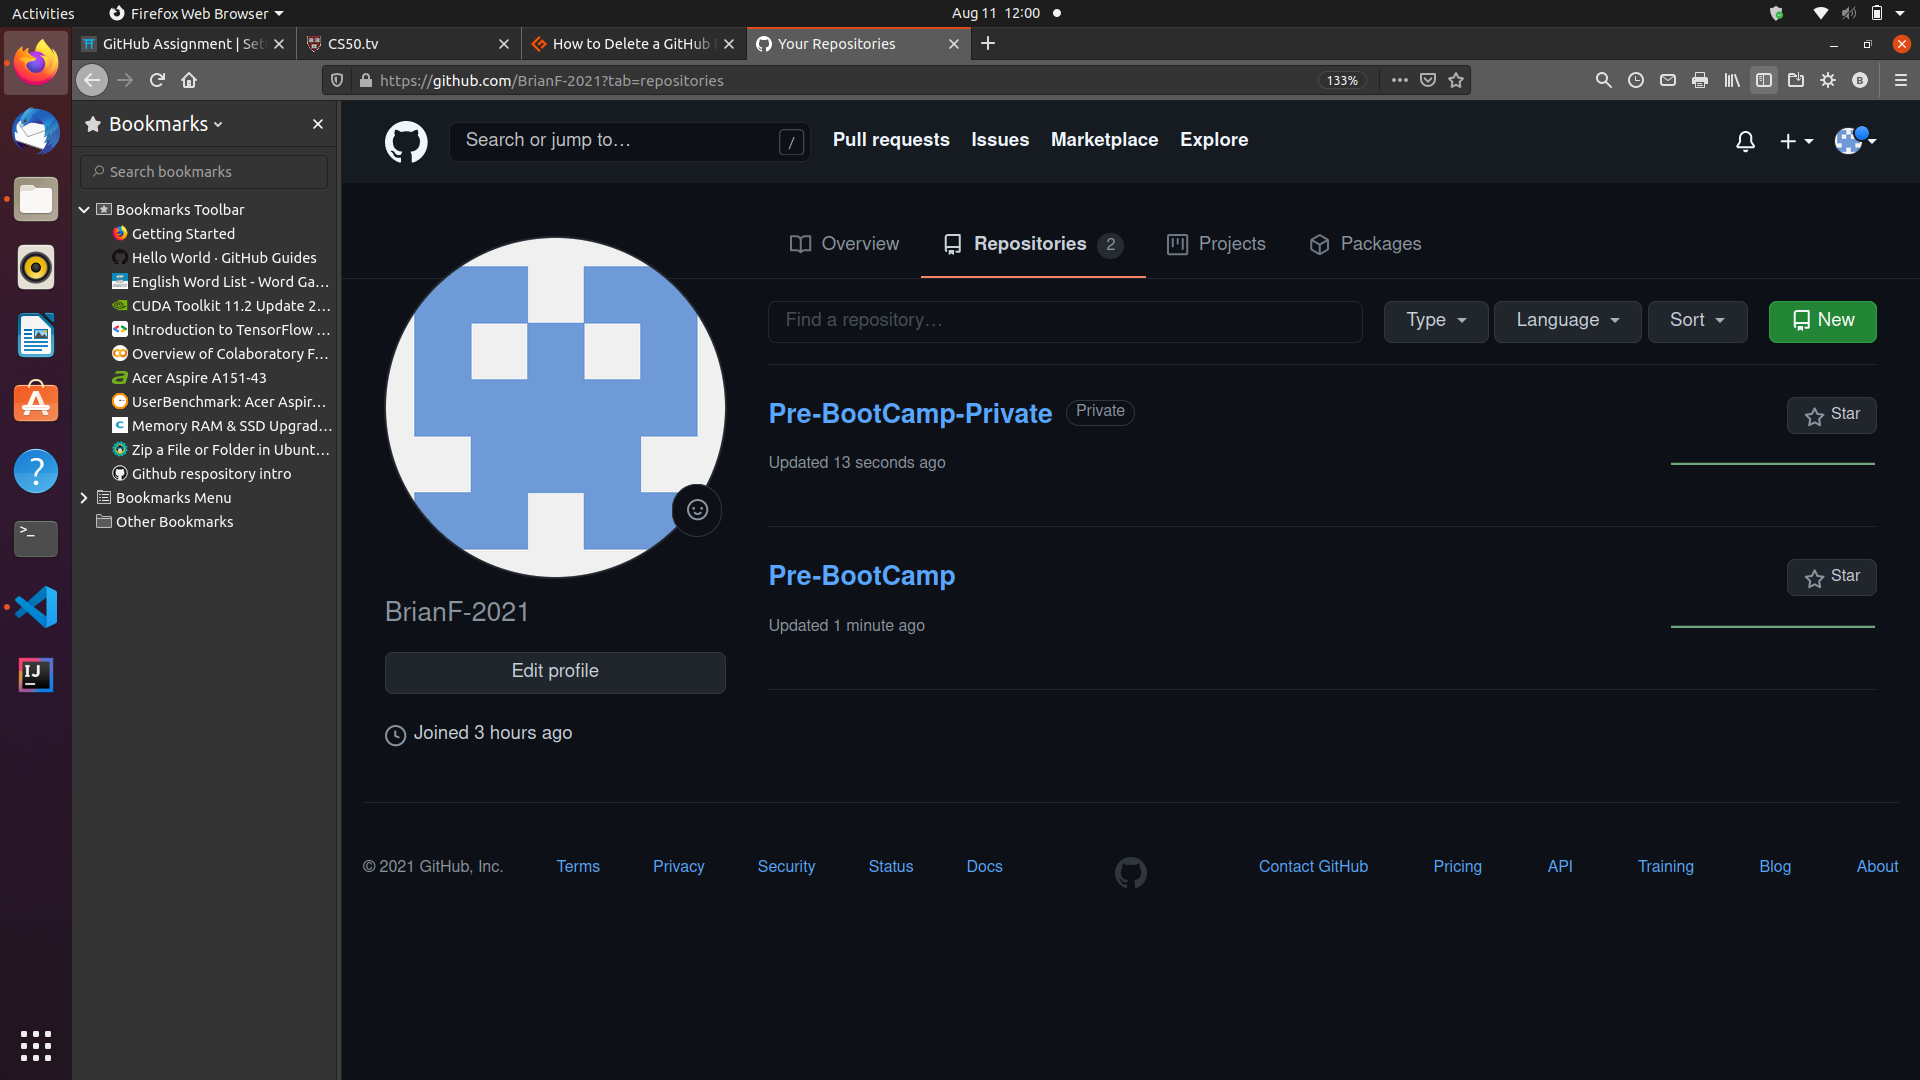 Activities
Firefox Web Browser
Aug 11 12:00
GitHub Assignment | Set
CS50.tv
How to Delete a GitHub
Your Repositories
https://github.com/BrianF-2021?tab=repositories
133%
B
Bookmarks
Search bookmarks
Bookmarks Toolbar
Getting Started
Hello World · GitHub Guides
English Word List - Word Ga…
CUDA Toolkit 11.2 Update 2…
Introduction to TensorFlow …
Overview of Colaboratory F…
Acer Aspire A151-43
UserBenchmark: Acer Aspir…
Memory RAM & SSD Upgrad…
Zip a File or Folder in Ubunt…
Github respository intro
Bookmarks Menu
Other Bookmarks
Search or jump to…
/
Pull requests
Issues
Marketplace
Explore
Overview
Repositories 2
Projects
Packages
Find a repository…
Type
Language
Sort
New
Pre-BootCamp-Private
Private
Star
Updated 13 seconds ago
Pre-BootCamp
Star
Updated 1 minute ago
BrianF-2021
Edit profile
Joined 3 hours ago
© 2021 GitHub, Inc.
Terms
Privacy
Security
Status
Docs
Contact GitHub
Pricing
API
Training
Blog
About
>_
IJ
?